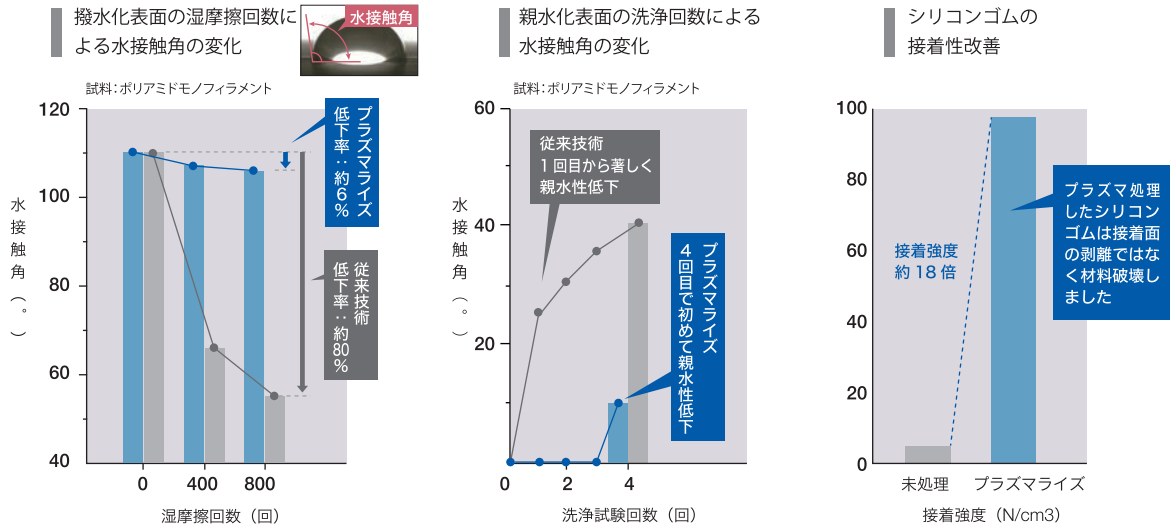 撥水化表面の湿摩擦回数に
よる水接触角の変化
水接触角
試料：ポリアミドモノフィラメント
120
100
80
60
40
水接触角（°）
0
400
800
湿摩擦回数（回）
プラズマライズ
低下率：約6%
従来技術
低下率：約80%
親水化表面の洗浄回数による
水接触角の変化
試料：ポリアミドモノフィラメント
60
40
20
水接触角（°）
0
2
4
洗浄試験回数（回）
従来技術
1回目から著しく
親水性低下
プラズマライズ
4回目で初めて親水性低下
シリコンゴムの
接着性改善
100
80
60
40
20
0
接着強度
約18倍
プラズマ処理
したシリコン
ゴムは接着面
の剥離ではな
く材料破壊し
ました
未処理
プラズマライズ
接着強度（N/cm3）